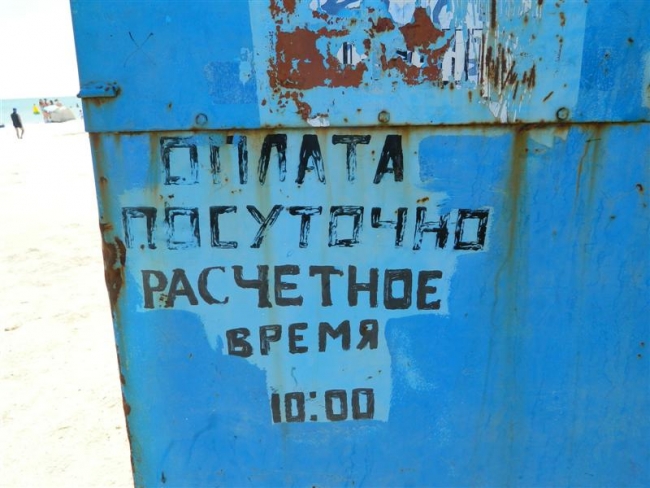 ОПЛАТА
ПОСУТОЧНО
РАСЧЕТНОЕ
ВРЕМЯ
10:00